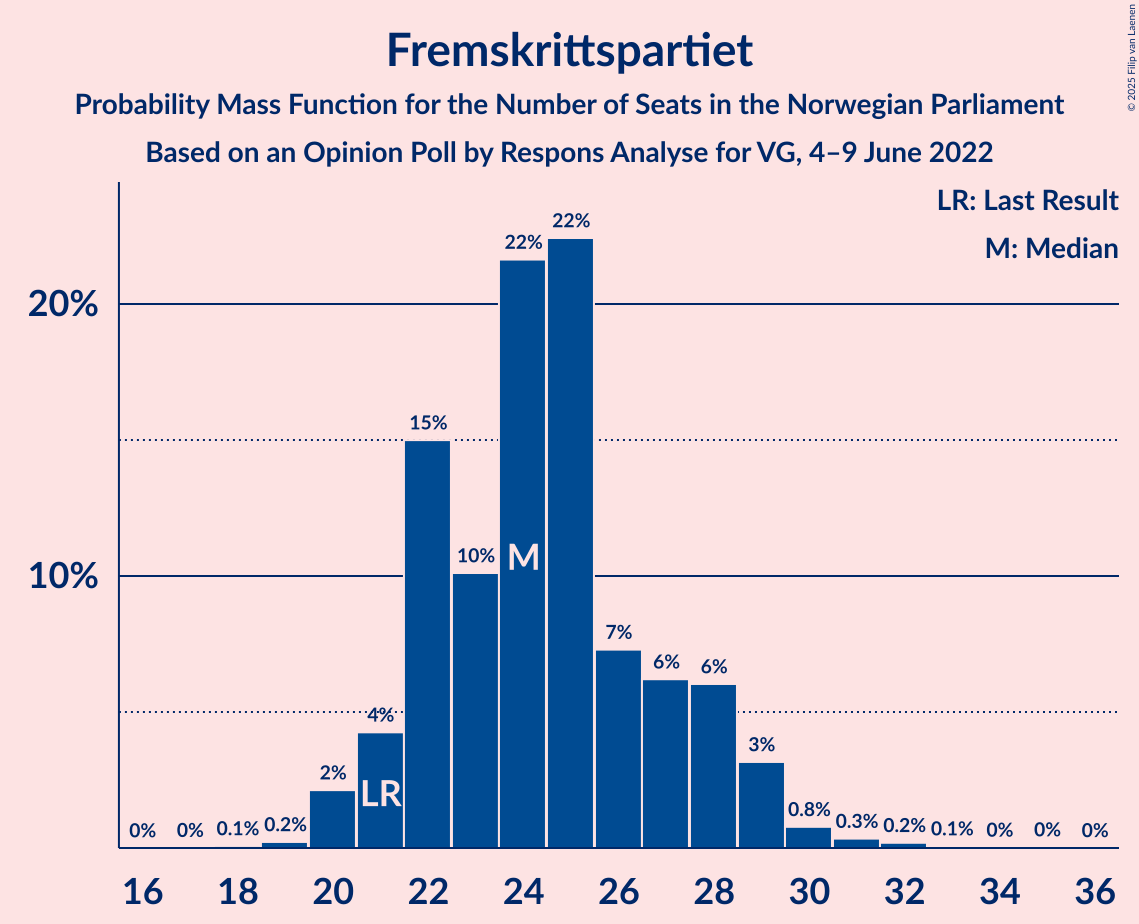 Fremskrittspartiet
Probability Mass Function for the Number of Seats in the Norwegian Parliament
Based on an Opinion Poll by Respons Analyse for VG, 4–9 June 2022
© 2025 Filip van Laenen
LR: Last Result
M: Median
20%
10%
0%
0%
0.1%
0.2%
2%
4%
15%
10%
22%
22%
7%
6%
6%
3%
0.8%
0.3%
0.2%
0.1%
0%
0%
0%
LR
M
16 18 20 22 24 26 28 30 32 34 36